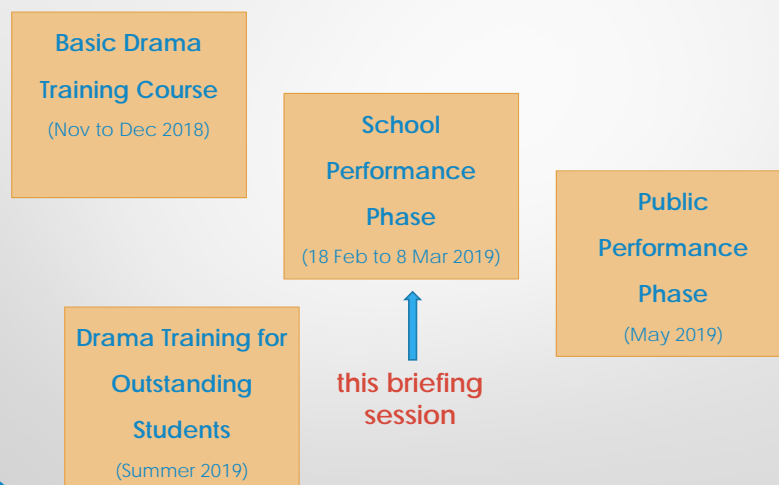 Basic Drama
Training Course
(Nov to Dec 2018)
School
Performance
Phase
(18 Feb to 8 Mar 2019)
Public
Performance
Phase
(May 2019)
Drama Training for
Outstanding
Students
(Summer 2019)
this briefing
session